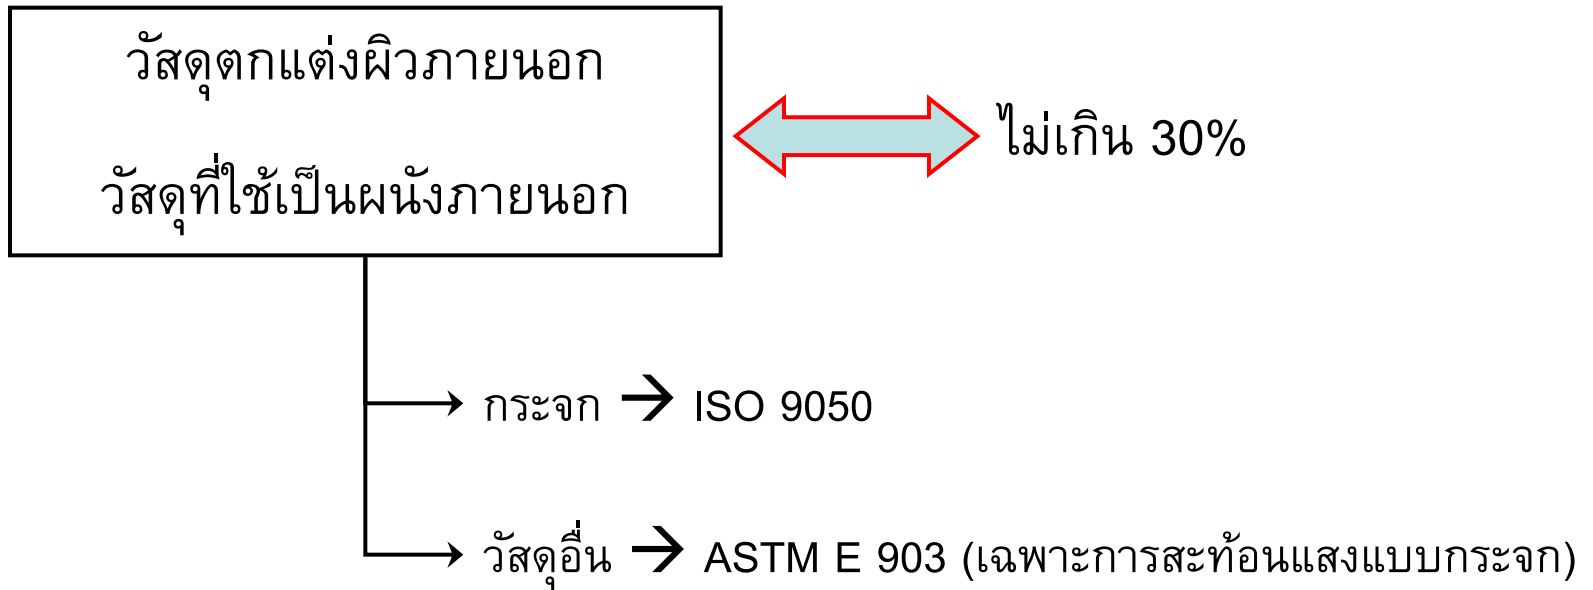 วัสดุตกแต่งผิวภายนอก
วัสดุที่ใช้เป็นผนังภายนอก
ไม่เกิน 30%
กระจก → ISO 9050
วัสดุอื่น → ASTM E 903 (เฉพาะการสะท้อนแสงแบบกระจก)